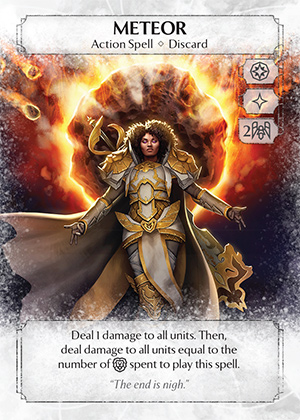 METEOR
Action Spell ⟡ Discard
2
Deal 1 damage to all units. Then,
deal damage to all units equal to the
number of spent to play this spell.
"The end is nigh."